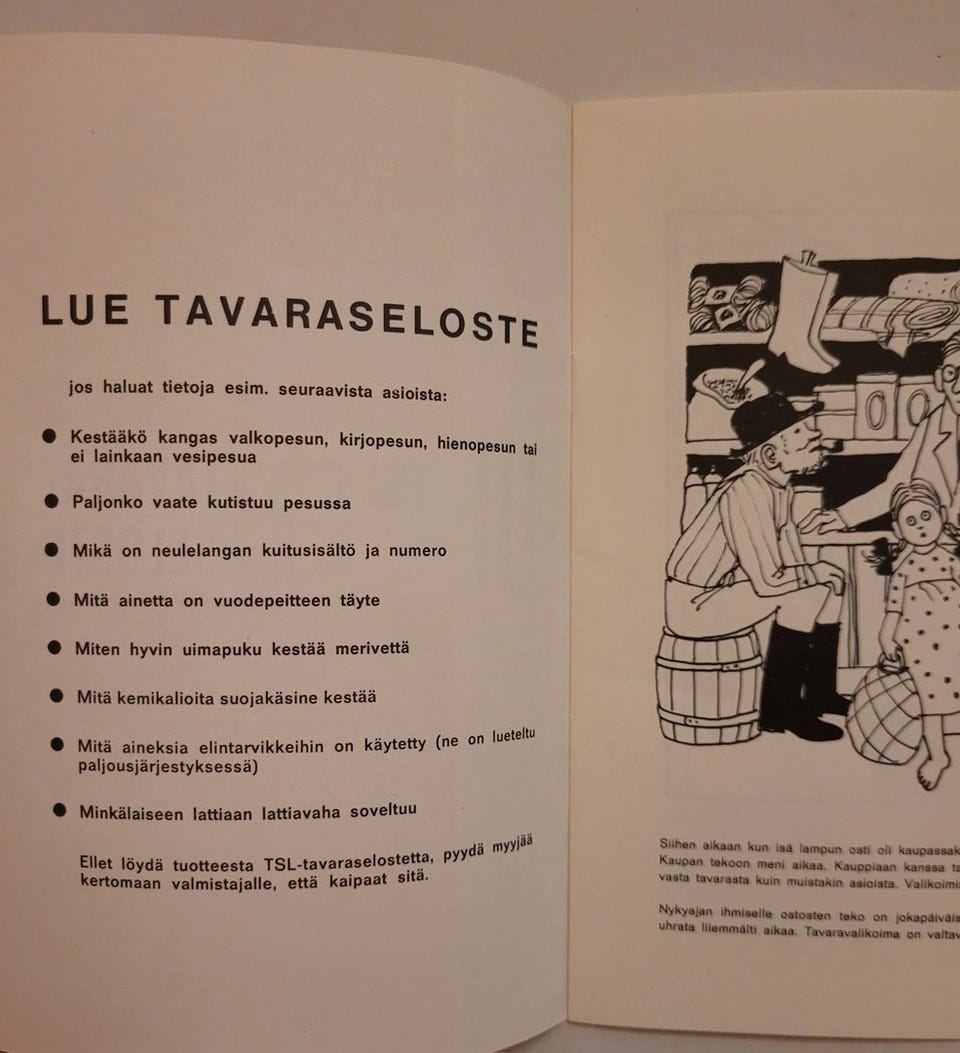 LUE TAVARASELOSTE
jos haluat tietoja esim. seuraavista asioista:
● Kestääkö kangas valkopesun, kirjopesun, hienopesun tai
ei lainkaan vesipesua
● Paljonko vaate kutistuu pesussa
● Mikä on neulelangan kuitusisältö ja numero
● Mitä ainetta on vuodepeitteen täyte
● Miten hyvin uimapuku kestää merivettä
● Mitä kemikalioita suojakäsine kestää
● Mitä aineksia elintarvikkeihin on käytetty (ne on lueteltu
paljousjärjestyksessä)
● Minkälaiseen lattiaan lattiavaha soveltuu
Ellet löydä tuotteesta TSL-tavaraselostetta, pyydä myyjää
kertomaan valmistajalle, että kaipaat sitä.
Siihen aikaan kun isä lampun osti oli
Kaupan tekoon meni aikaa. Kauppiaan kanssa
vasta tavarasta kuin muistakin asioista.
Nykyajan ihmiselle ostosten teko on
uhrata liiemmälti aikaa. Tavaravalikoima on